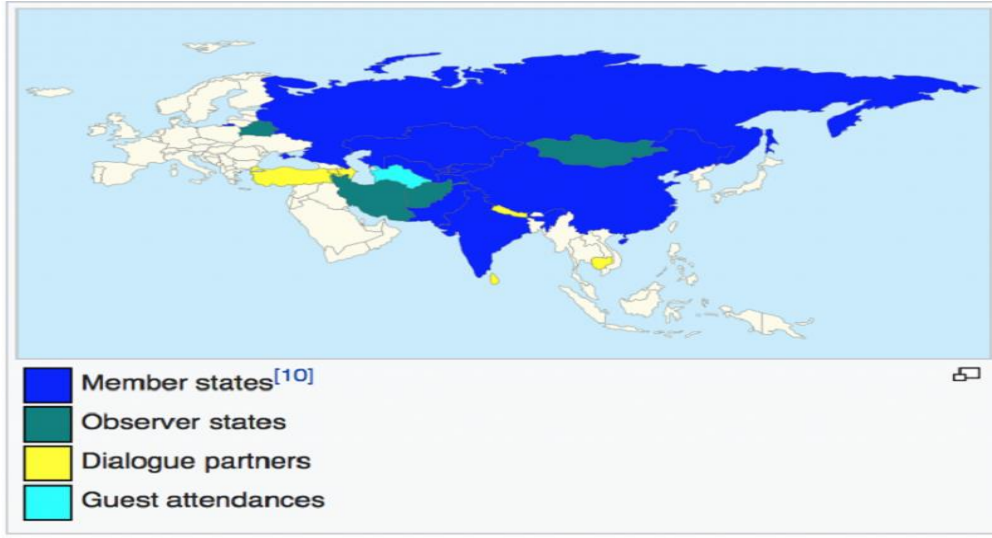 Member states[10]
Observer states
Dialogue partners
Guest attendances